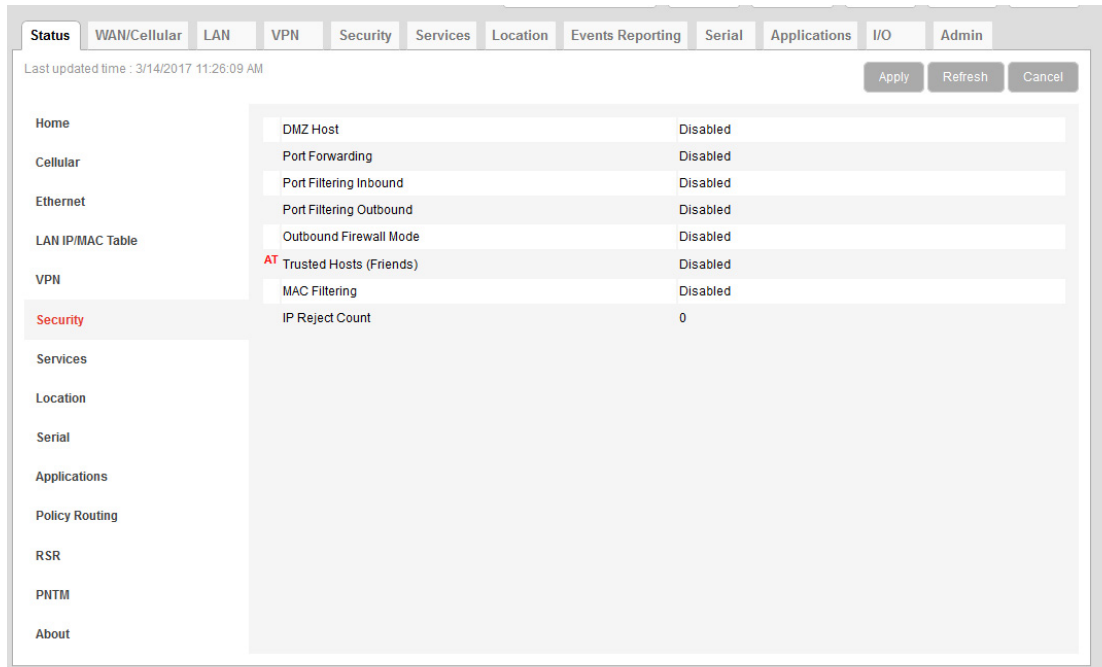 Status WAN/Cellular LAN VPN Security Services Location Events Reporting Serial Applications I/O Admin
Last updated time : 3/14/2017 11:26:09 AM
Apply Refresh Cancel
Home
Cellular
Ethernet
LAN IP/MAC Table
VPN
Security
Services
Location
Serial
Applications
Policy Routing
RSR
PNTM
About
DMZ Host Disabled
Port Forwarding Disabled
Port Filtering Inbound Disabled
Port Filtering Outbound Disabled
Outbound Firewall Mode Disabled
AT Trusted Hosts (Friends) Disabled
MAC Filtering Disabled
IP Reject Count 0